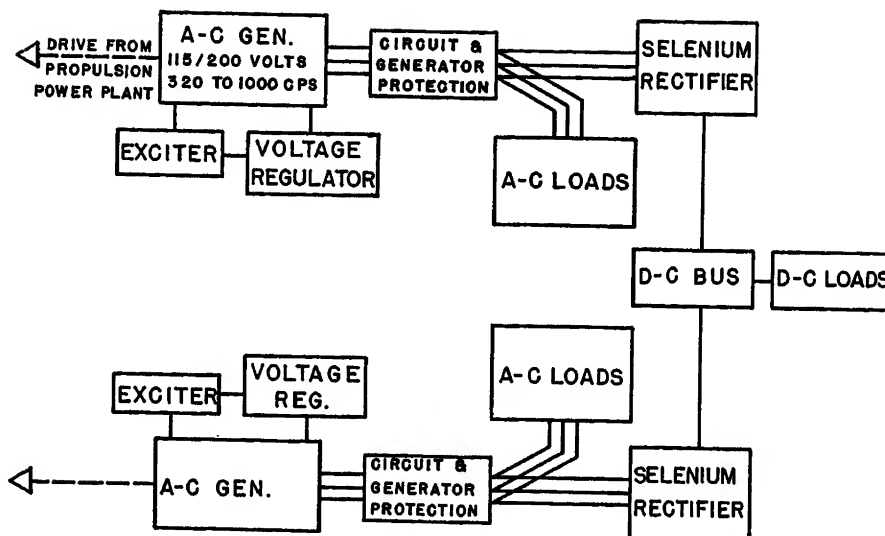 DRIVE FROM
PROPULSION
POWER PLANT
A-C GEN.
115/200 VOLTS
320 TO 1000 CPS
CIRCUIT &
GENERATOR
PROTECTION
SELENIUM
RECTIFIER
EXCITER
VOLTAGE
REGULATOR
A-C LOADS
D-C BUS
D-C LOADS
A-C LOADS
EXCITER
VOLTAGE
REG.
A-C GEN.
CIRCUIT &
GENERATOR
PROTECTION
SELENIUM
RECTIFIER